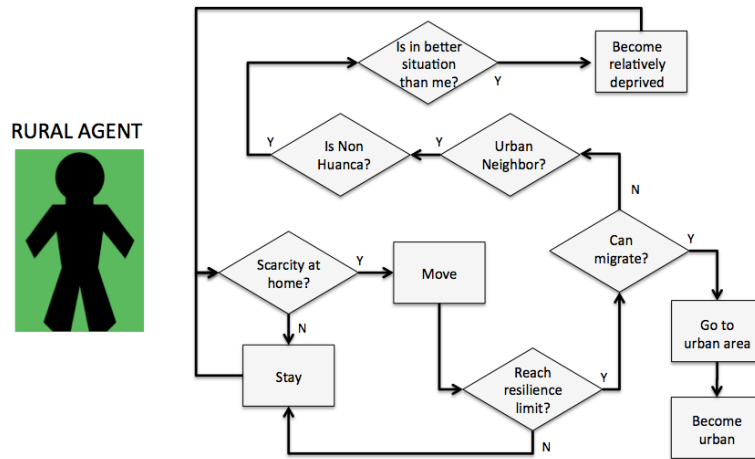 Is in better
situation
than me?
Y
Become
relatively
deprived
RURAL AGENT
Y
Is Non
Huanca?
Y
Urban
Neighbor?
N
Scarcity at
home?
Y
Move
Can
migrate?
Y
N
Go to
urban area
Stay
Reach
resilience
limit?
Y
Become
urban
N